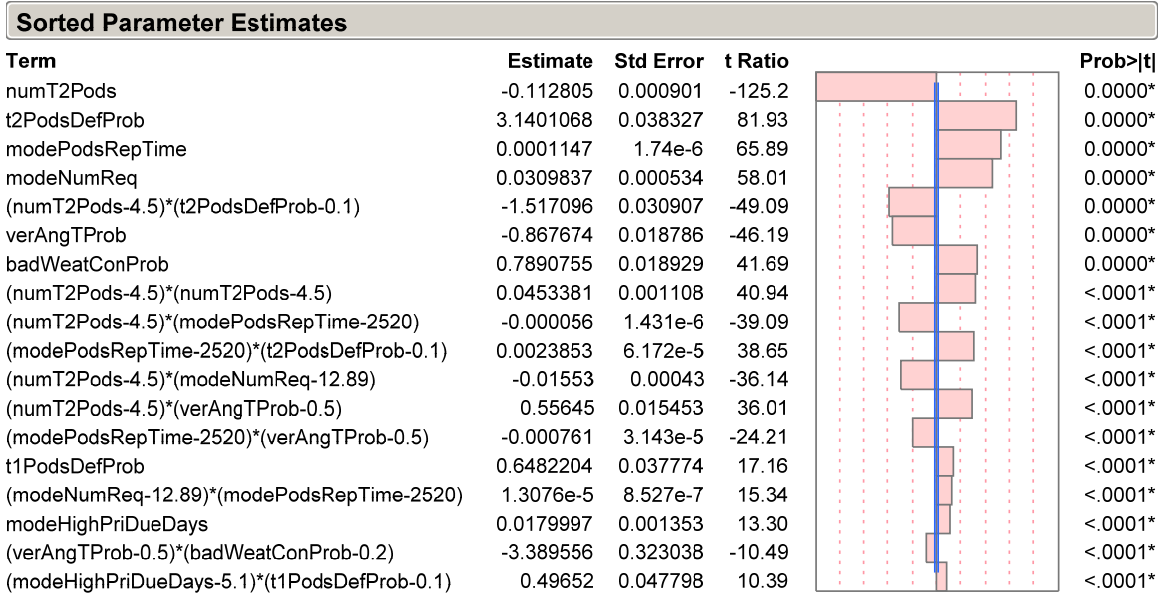 Sorted Parameter Estimates
Term Estimate Std Error t Ratio Prob>|t|
numT2Pods -0.112805 0.000901 -125.2 0.0000*
t2PodsDefProb 3.1401068 0.038327 81.93 0.0000*
modePodsRepTime 0.0001147 1.74e-6 65.89 0.0000*
modeNumReq 0.0309837 0.000534 58.01 0.0000*
(numT2Pods-4.5)*(t2PodsDefProb-0.1) -1.517096 0.030907 -49.09 0.0000*
verAngTProb -0.867674 0.018786 -46.19 0.0000*
badWeatConProb 0.7890755 0.018929 41.69 0.0000*
(numT2Pods-4.5)*(numT2Pods-4.5) 0.0453381 0.001108 40.94 <.0001*
(numT2Pods-4.5)*(modePodsRepTime-2520) -0.000056 1.431e-6 -39.09 <.0001*
(modePodsRepTime-2520)*(t2PodsDefProb-0.1) 0.0023853 6.172e-5 38.65 <.0001*
(numT2Pods-4.5)*(modeNumReq-12.89) -0.01553 0.00043 -36.14 <.0001*
(numT2Pods-4.5)*(verAngTProb-0.5) 0.55645 0.015453 36.01 <.0001*
(modePodsRepTime-2520)*(verAngTProb-0.5) -0.000761 3.143e-5 -24.21 <.0001*
t1PodsDefProb 0.6482204 0.037774 17.16 <.0001*
(modeNumReq-12.89)*(modePodsRepTime-2520) 1.3076e-5 8.527e-7 15.34 <.0001*
modeHighPriDueDays 0.0179997 0.001353 13.30 <.0001*
(verAngTProb-0.5)*(badWeatConProb-0.2) -3.389556 0.323038 -10.49 <.0001*
(modeHighPriDueDays-5.1)*(t1PodsDefProb-0.1) 0.49652 0.047798 10.39 <.0001*